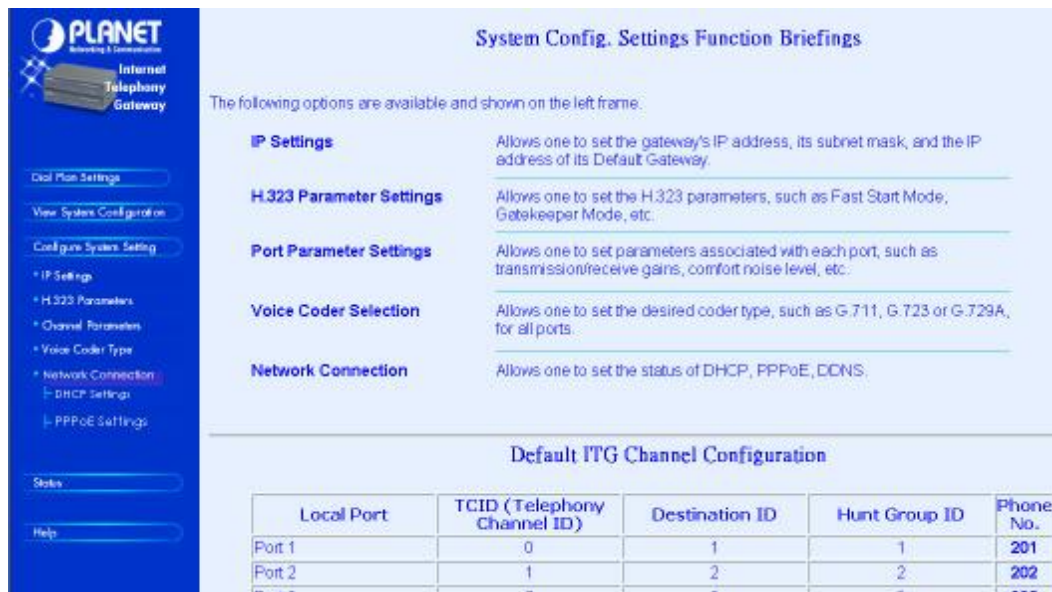 PLANET
Networking & Communication
Internet
Telephony
Gateway
Dial Plan Settings
View System Configuration
Configure System Setting
* IP Settings
* H.323 Parameters
* Channel Parameters
* Voice Coder Type
* Network Connection
DHCP Settings
PPPoE Settings
Status
Help
System Config. Settings Function Briefings
The following options are available and shown on the left frame.
IP Settings
Allows one to set the gateway's IP address, its subnet mask, and the IP
address of its Default Gateway.
H.323 Parameter Settings
Allows one to set the H.323 parameters, such as Fast Start Mode,
Gatekeeper Mode, etc.
Port Parameter Settings
Allows one to set parameters associated with each port, such as
transmission/receive gains, comfort noise level, etc.
Voice Coder Selection
Allows one to set the desired coder type, such as G.711, G.723 or G.729A,
for all ports.
Network Connection
Allows one to set the status of DHCP, PPPoE, DDNS.
Default ITG Channel Configuration
Local Port TCID (Telephony Channel ID) Destination ID Hunt Group ID Phone No.
Port 1 0 1 1 201
Port 2 1 2 2 202